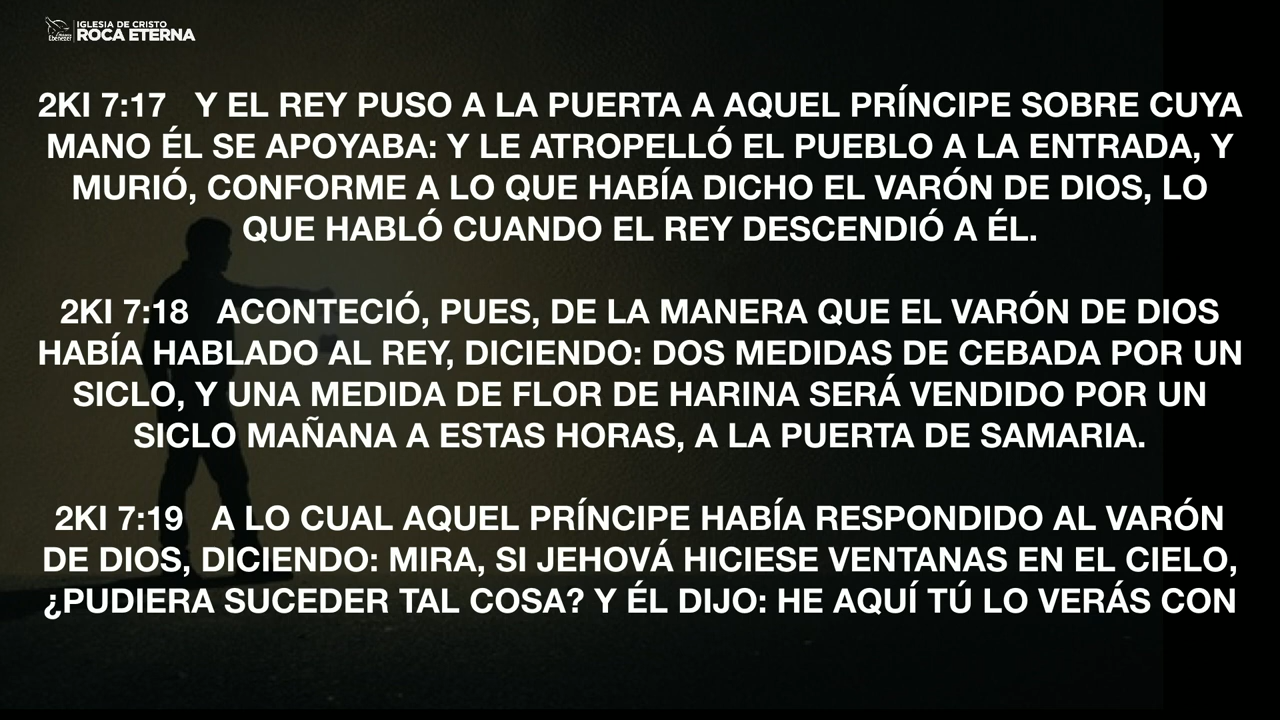 IGLESIA DE CRISTO
Ebenezer
ROCA ETERNA
2KI 7:17 Y EL REY PUSO A LA PUERTA A AQUEL PRÍNCIPE SOBRE CUYA
MANO ÉL SE APOYABA: Y LE ATROPELLÓ EL PUEBLO A LA ENTRADA, Y
MURIÓ, CONFORME A LO QUE HABÍA DICHO EL VARÓN DE DIOS, LO
QUE HABLÓ CUANDO EL REY DESCENDIÓ A ÉL.
2KI 7:18 ACONTECIÓ, PUES, DE LA MANERA QUE EL VARÓN DE DIOS
HABÍA HABLADO AL REY, DICIENDO: DOS MEDIDAS DE CEBADA POR UN
SICLO, Y UNA MEDIDA DE FLOR DE HARINA SERÁ VENDIDO POR UN
SICLO MAÑANA A ESTAS HORAS, A LA PUERTA DE SAMARIA.
2KI 7:19 A LO CUAL AQUEL PRÍNCIPE HABÍA RESPONDIDO AL VARÓN
DE DIOS, DICIENDO: MIRA, SI JEHOVÁ HICIESE VENTANAS EN EL CIELO,
¿PUDIERA SUCEDER TAL COSA? Y ÉL DIJO: HE AQUÍ TÚ LO VERÁS CON